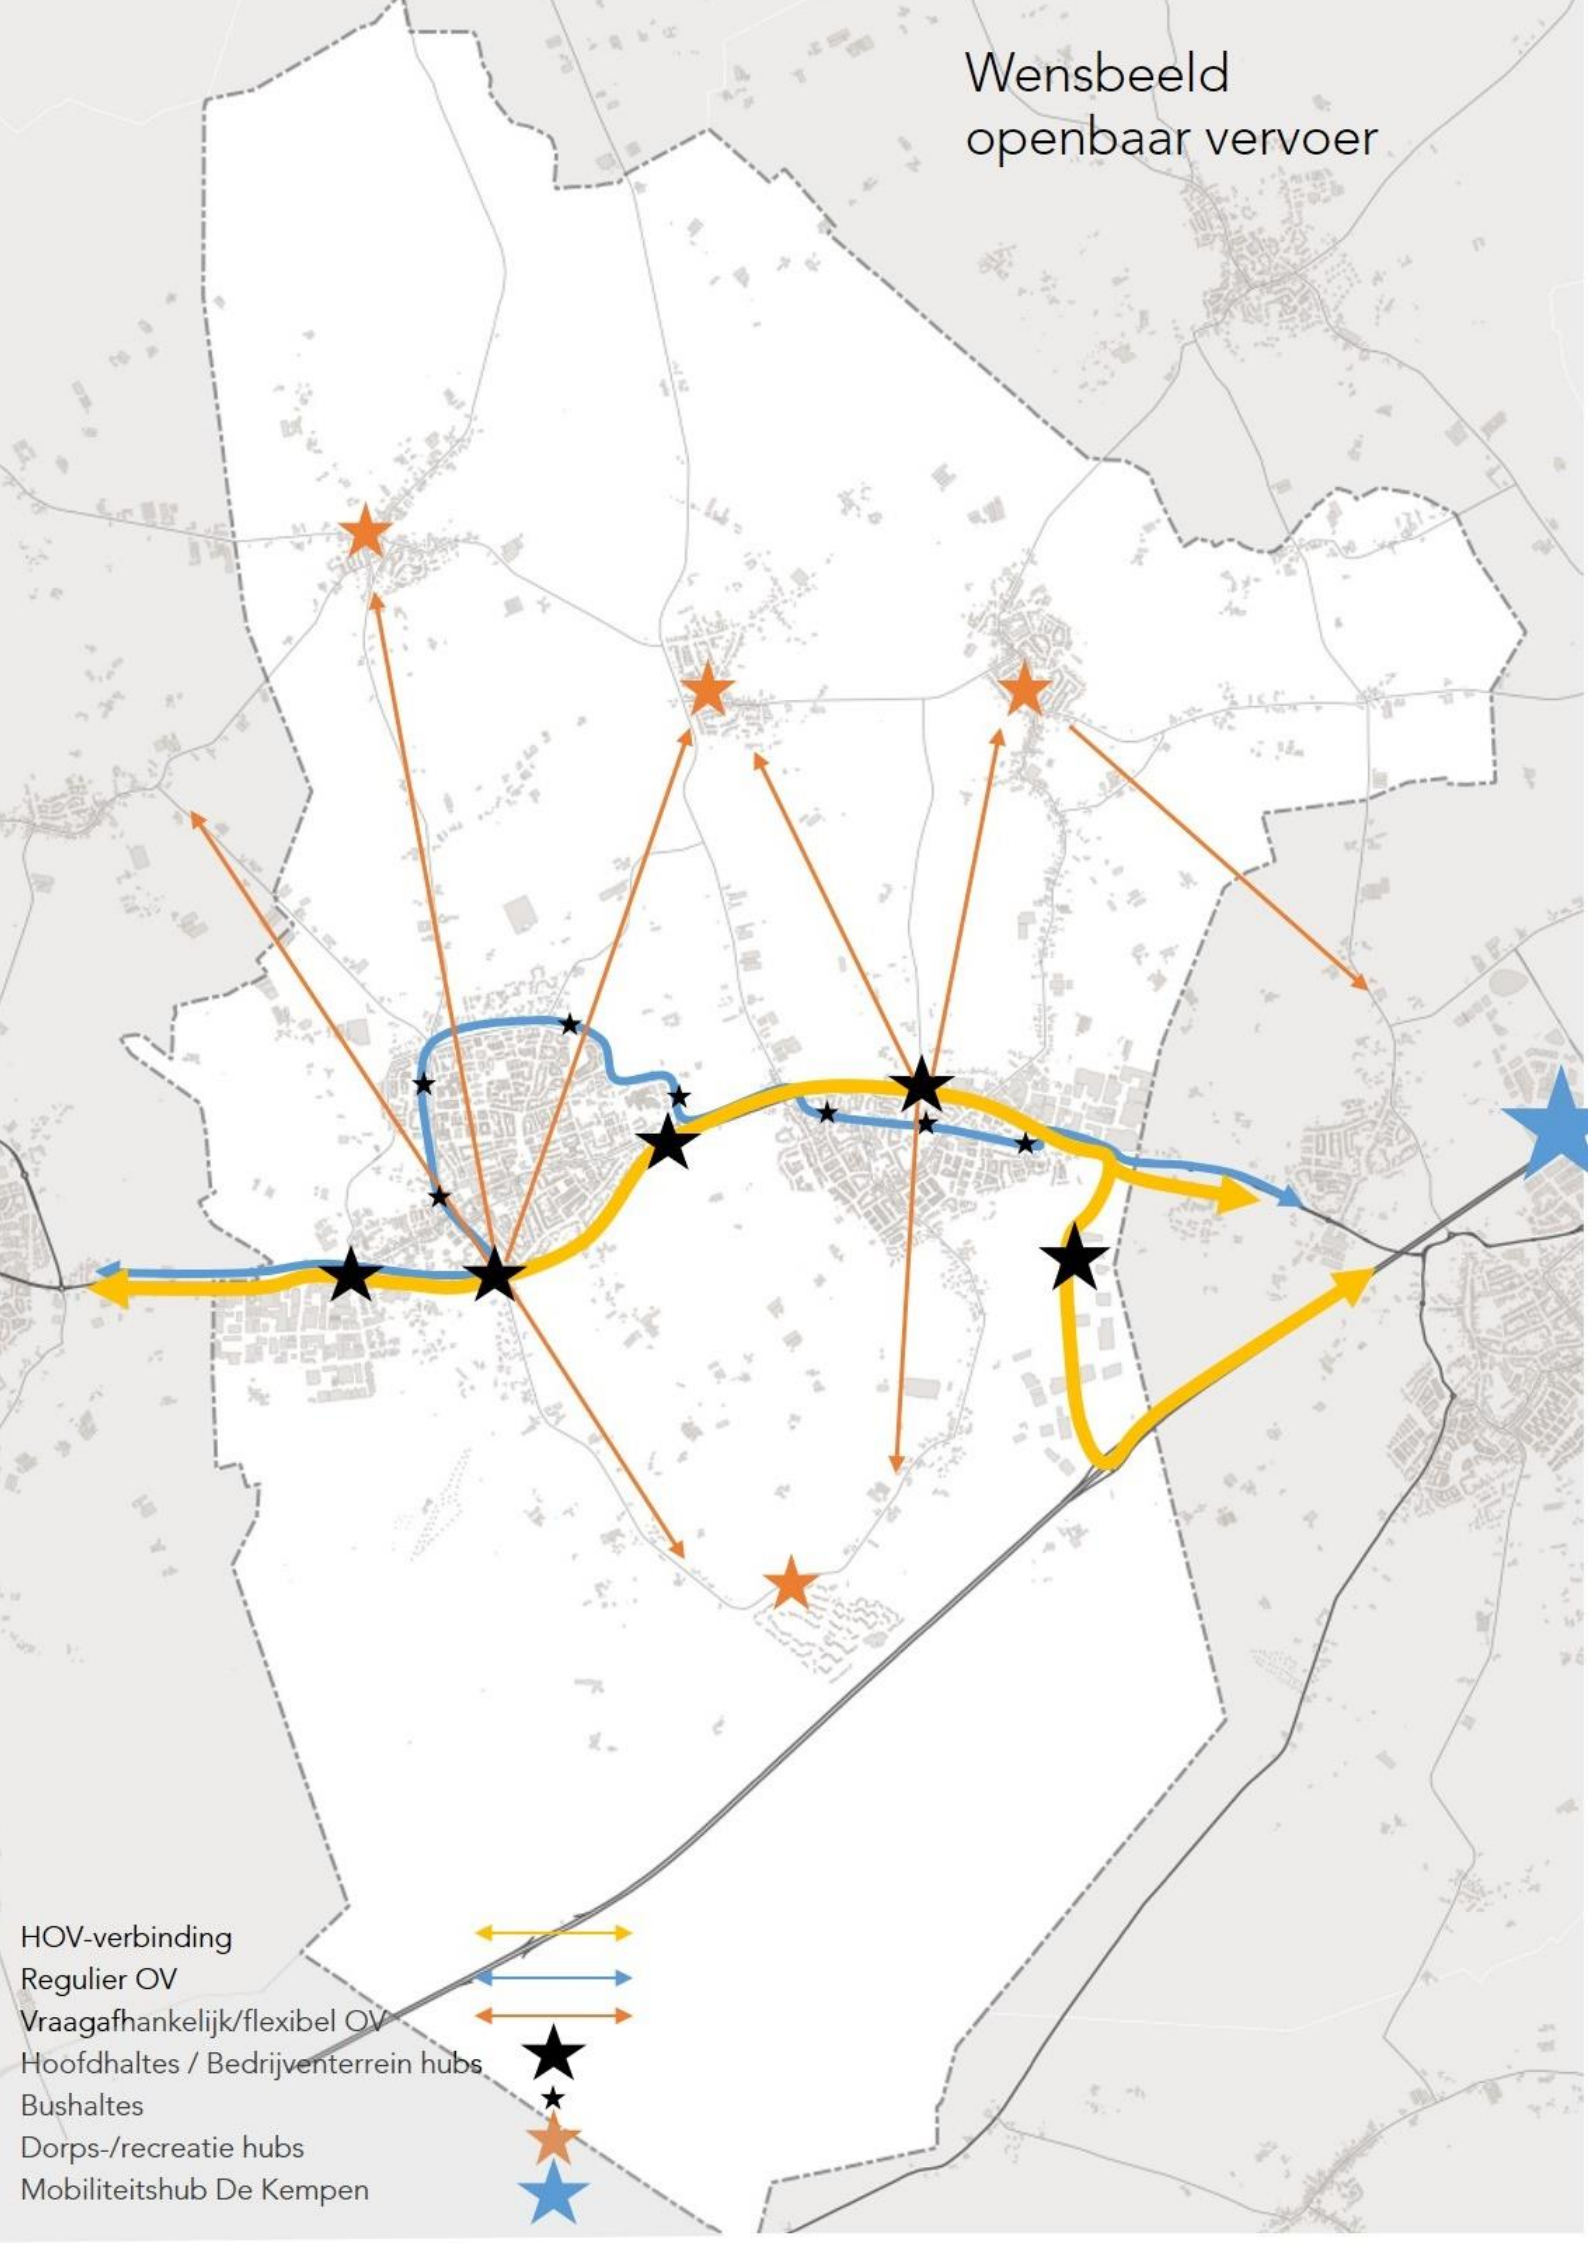 Wensbeeld
openbaar vervoer
HOV-verbinding
Regulier OV
Vraagafhankelijk/flexibel OV
Hoofdhaltes / Bedrijventerrein hubs
Bushaltes
Dorps-/recreatie hubs
Mobiliteitshub De Kempen